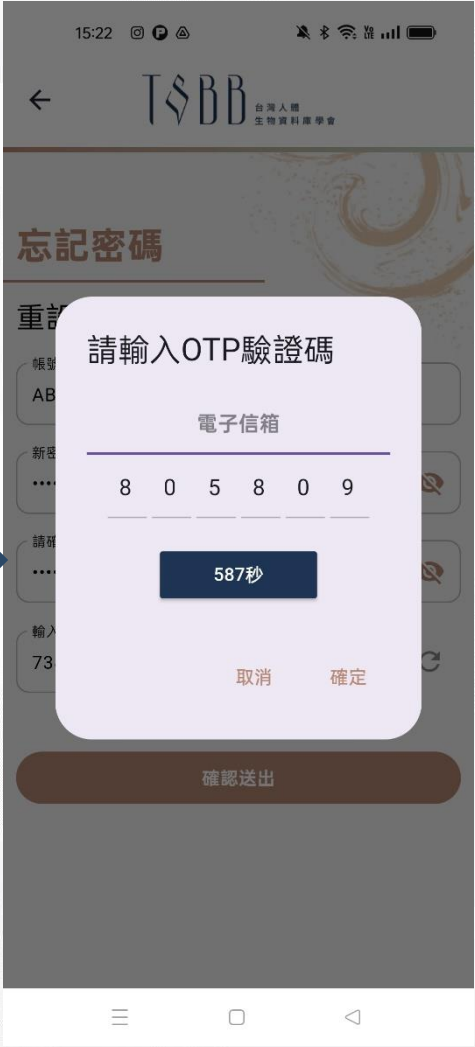 15:22
TSBB 台灣人體
生物資料庫學會
忘記密碼
重設
請輸入OTP驗證碼
帳號
AB
電子信箱
新密
••••
8 0 5 8 0 9
請確
••••
587秒
輸入
73
取消 確定
確認送出